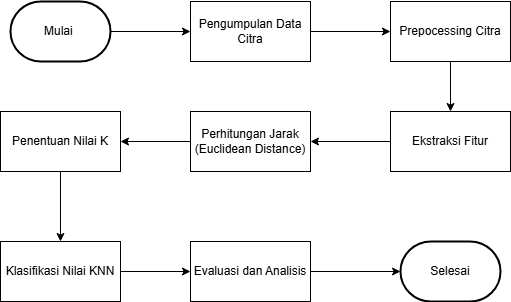 Mulai
Pengumpulan Data
Citra
Prepocessing Citra
Ekstraksi Fitur
Perhitungan Jarak
(Euclidean Distance)
Penentuan Nilai K
Klasifikasi Nilai KNN
Evaluasi dan Analisis
Selesai